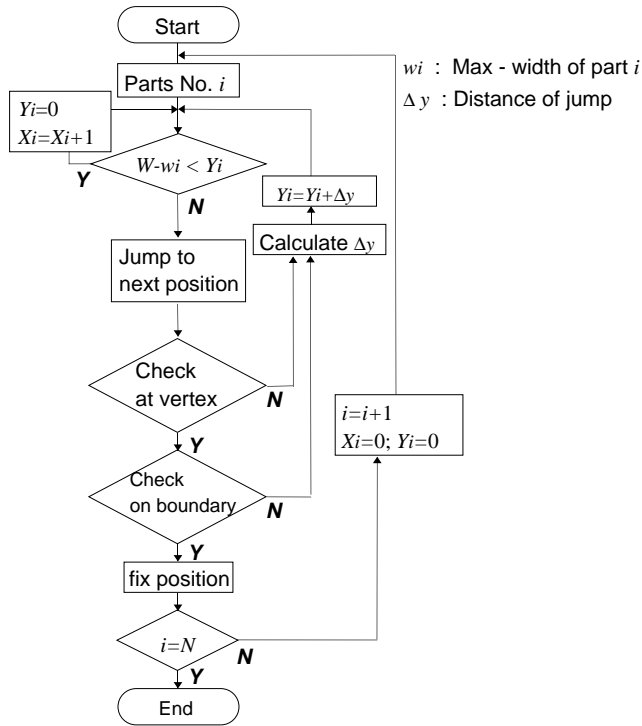 Start
wi : Max - width of part i
Parts No. i
Δy : Distance of jump
Yi=0
Xi=Xi+1
W-wi < Yi
Y
N
Yi=Yi+Δy
Calculate Δy
Jump to
next position
Check
at vertex
N
Y
i=i+1
Xi=0; Yi=0
Check
on boundary
N
Y
fix position
i=N
N
Y
End